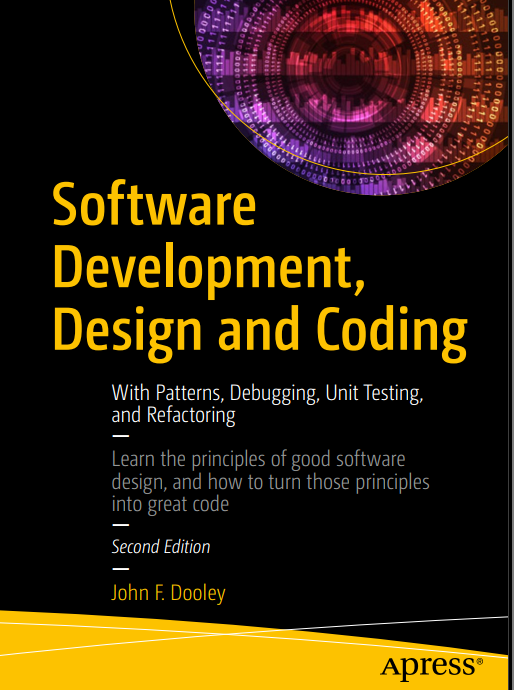 Software
Development,
Design and Coding
With Patterns, Debugging, Unit Testing,
and Refactoring
—
Learn the principles of good software
design, and how to turn those principles
into great code
—
Second Edition
—
John F. Dooley
Apress®